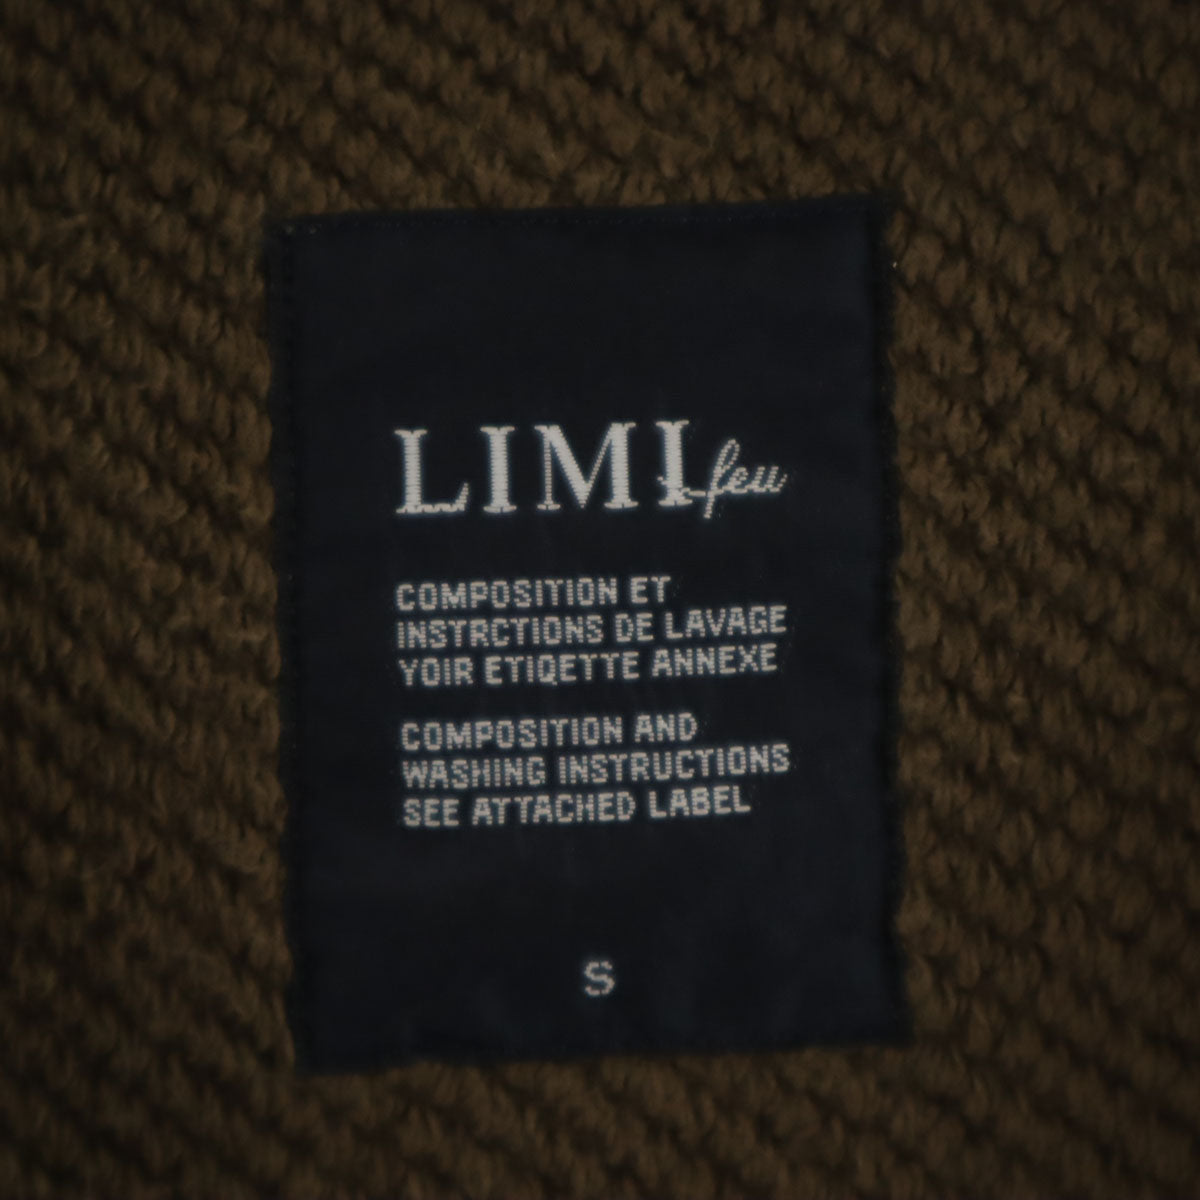 LIMI feu
COMPOSITION ET
INSTRCTIONS DE LAVAGE
YOIR ETIQETTE ANNEXE
COMPOSITION AND
WASHING INSTRUCTIONS
SEE ATTACHED LABEL
S